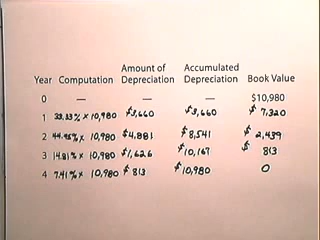 Amount of Accumulated
Year Computation Depreciation Depreciation Book Value
0 — — — $10,980
1 33.33% x 10,980 $3,660 $3,660 $7,320
2 44.45% x 10,980 $4,881 $8,541 $2,439
3 14.81% x 10,980 $1,626 $10,167 $813
4 7.41% x 10,980 $813 $10,980 0